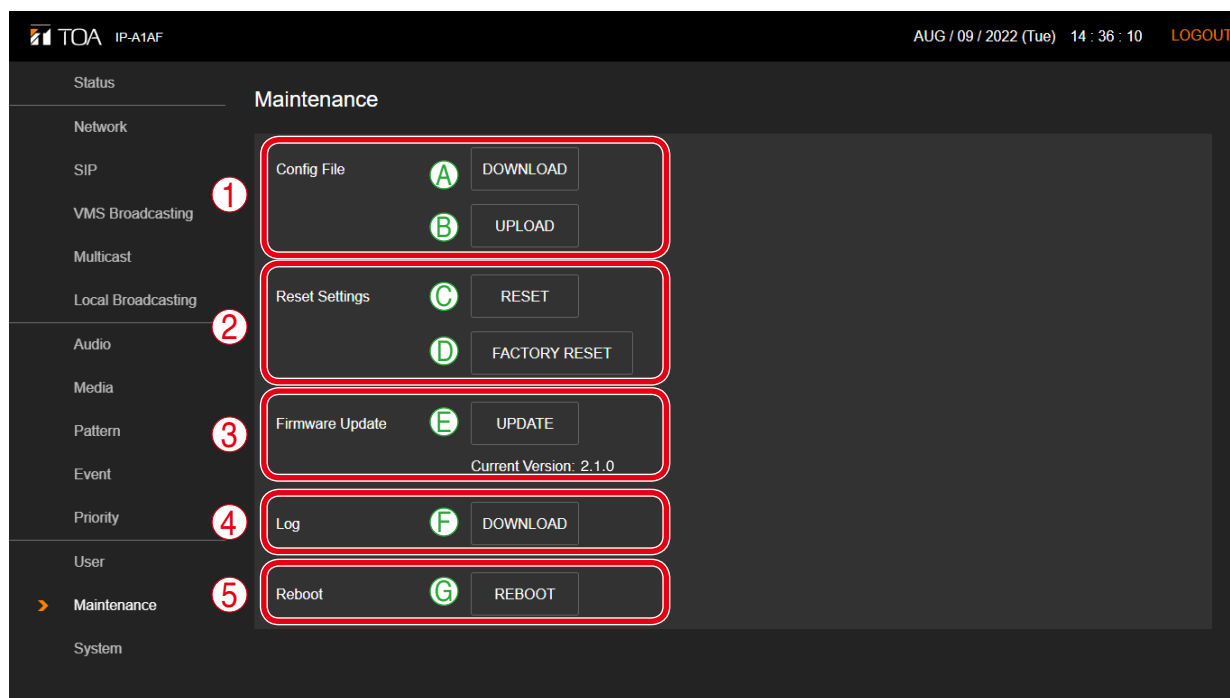 TOA IP-A1AF AUG / 09 / 2022 (Tue) 14 : 36 : 10 LOGOUT
Status
Network
SIP
VMS Broadcasting
Multicast
Local Broadcasting
Audio
Media
Pattern
Event
Priority
User
Maintenance
System
Maintenance
1
Config File A DOWNLOAD
B UPLOAD
2
Reset Settings C RESET
D FACTORY RESET
3
Firmware Update E UPDATE
Current Version: 2.1.0
4
Log F DOWNLOAD
5
Reboot G REBOOT